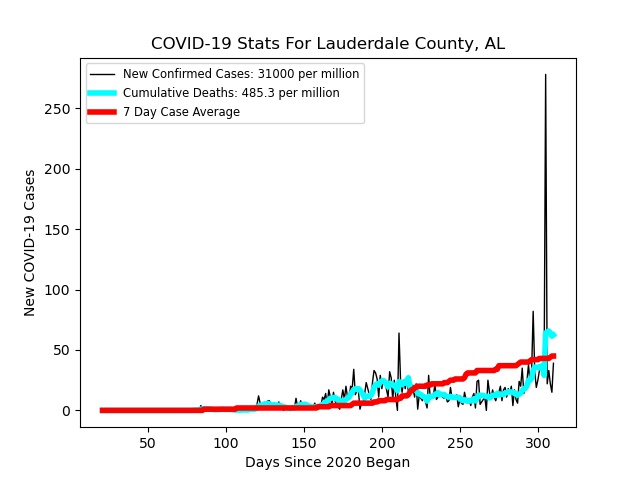 COVID-19 Stats For Lauderdale County, AL
New Confirmed Cases: 31000 per million
Cumulative Deaths: 485.3 per million
7 Day Case Average
New COVID-19 Cases
250
200
150
100
50
0
50
100
150
200
250
300
Days Since 2020 Began